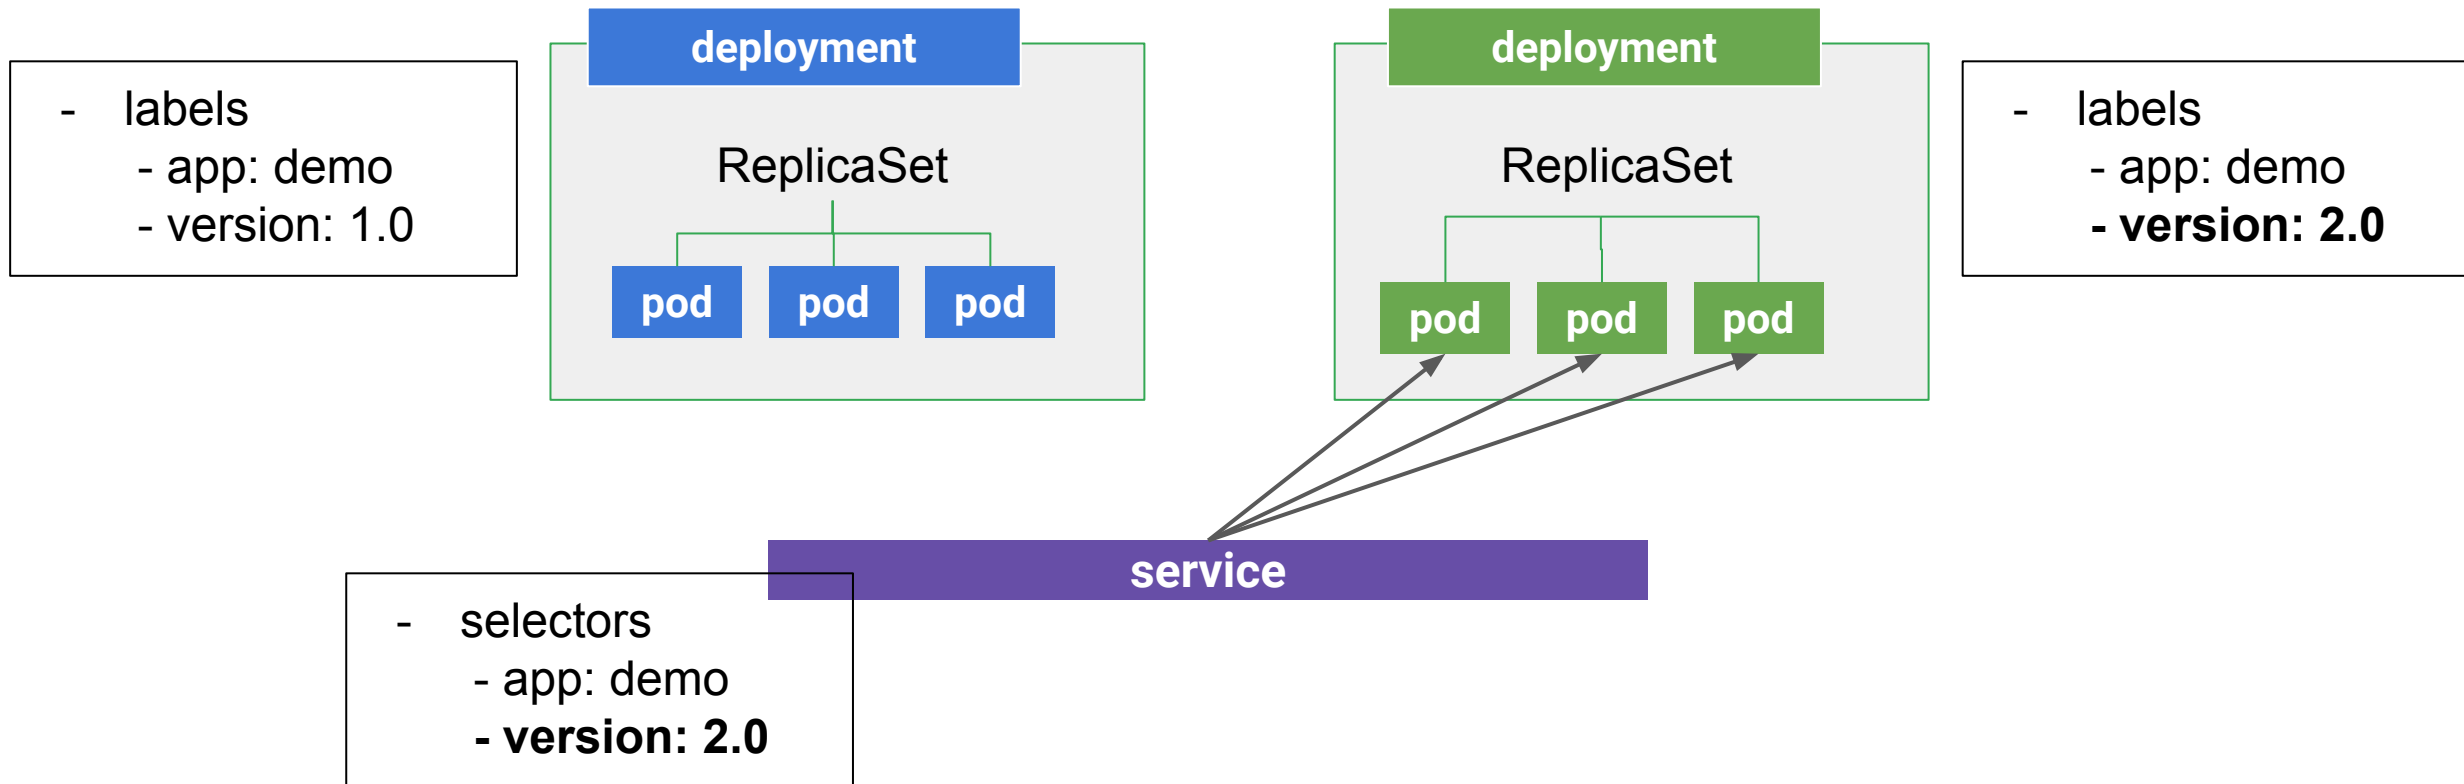 deployment
- labels
- app: demo
- version: 1.0
ReplicaSet
pod pod pod
deployment
ReplicaSet
pod pod pod
- labels
- app: demo
- version: 2.0
service
- selectors
- app: demo
- version: 2.0